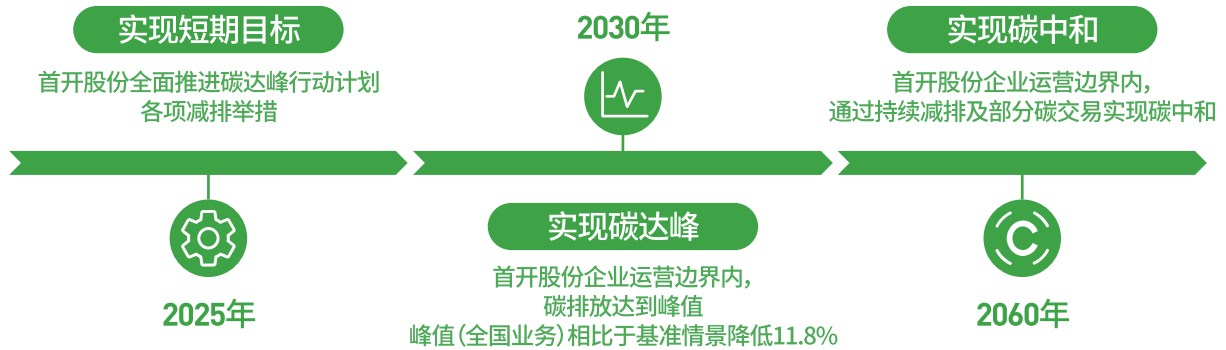 实现短期目标
首开股份全面推进碳达峰行动计划
各项减排举措
2025年
2030年
实现碳达峰
首开股份企业运营边界内，
碳排放达到峰值
峰值（全国业务）相比于基准情景降低11.8%
实现碳中和
首开股份企业运营边界内，
通过持续减排及部分碳交易实现碳中和
C
2060年